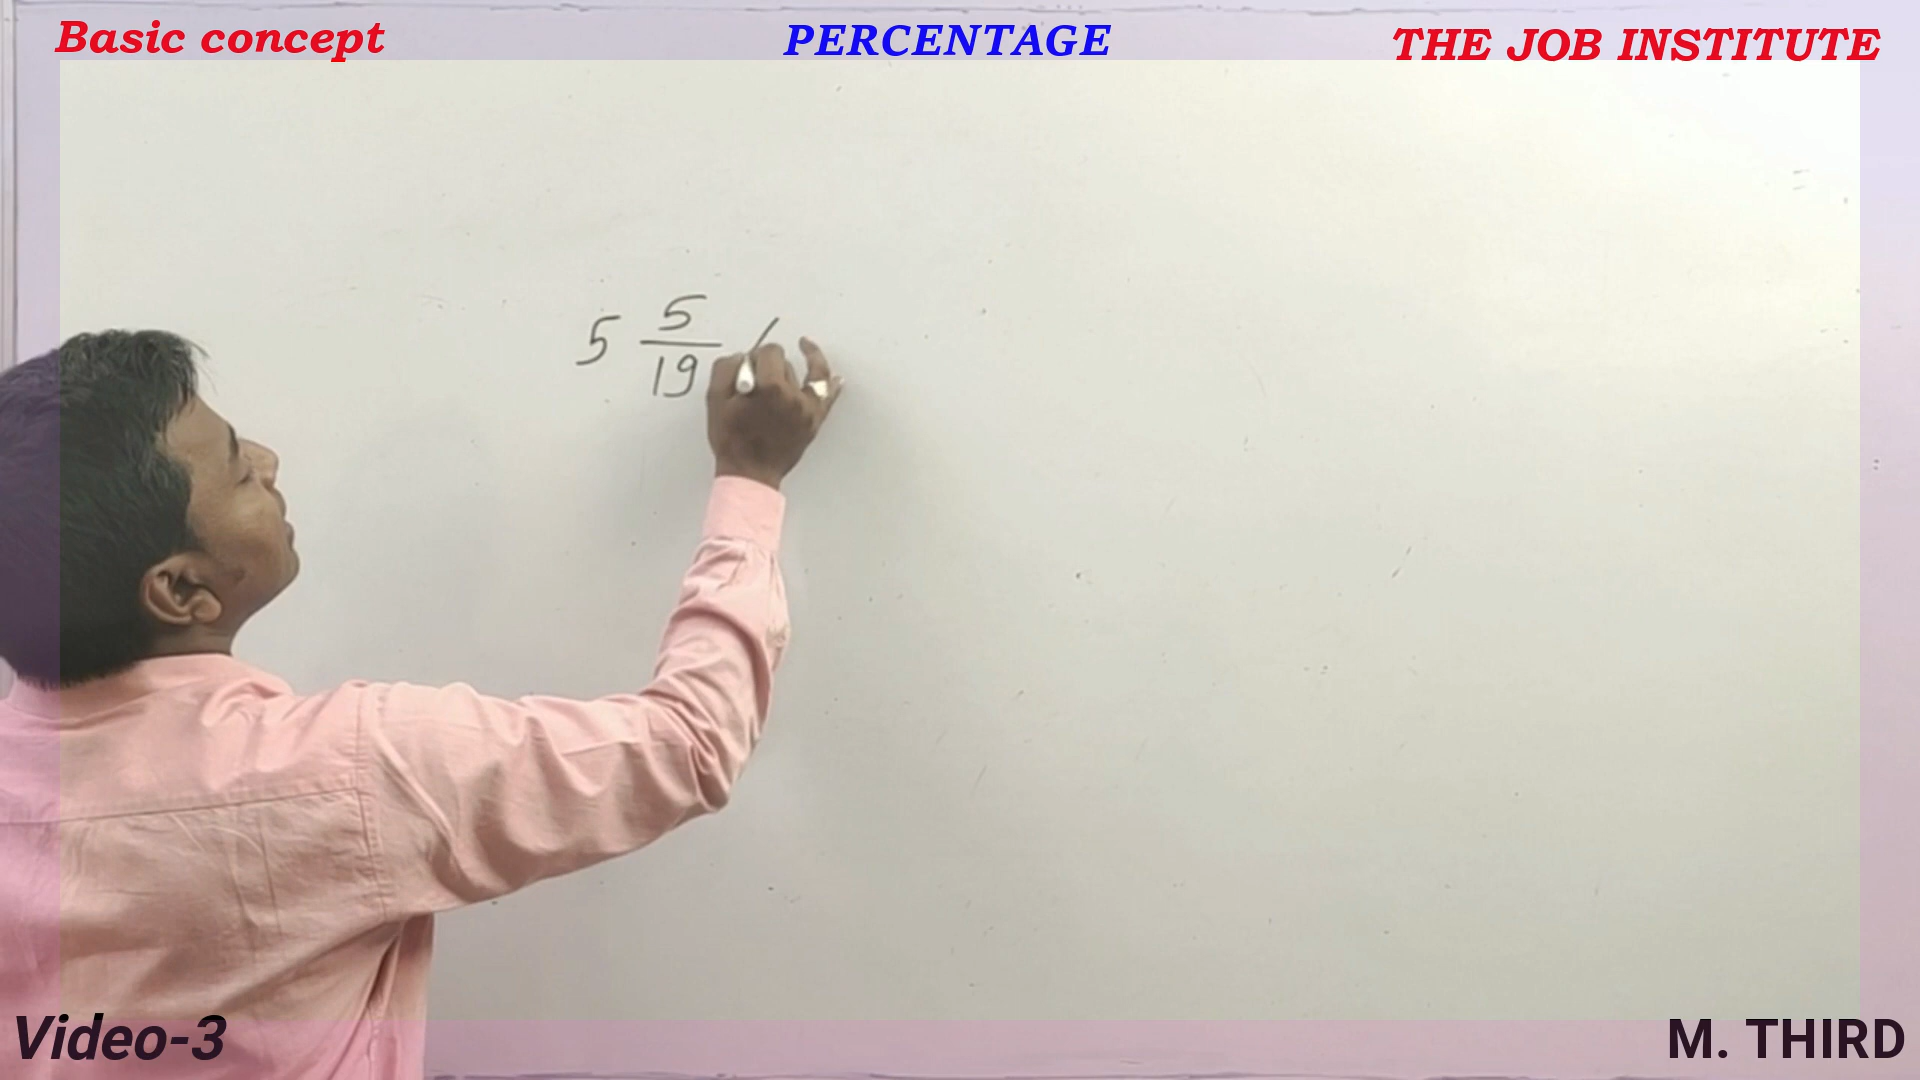 Basic concept
PERCENTAGE
THE JOB INSTITUTE
5 5/19
Video-3
M. THIRD